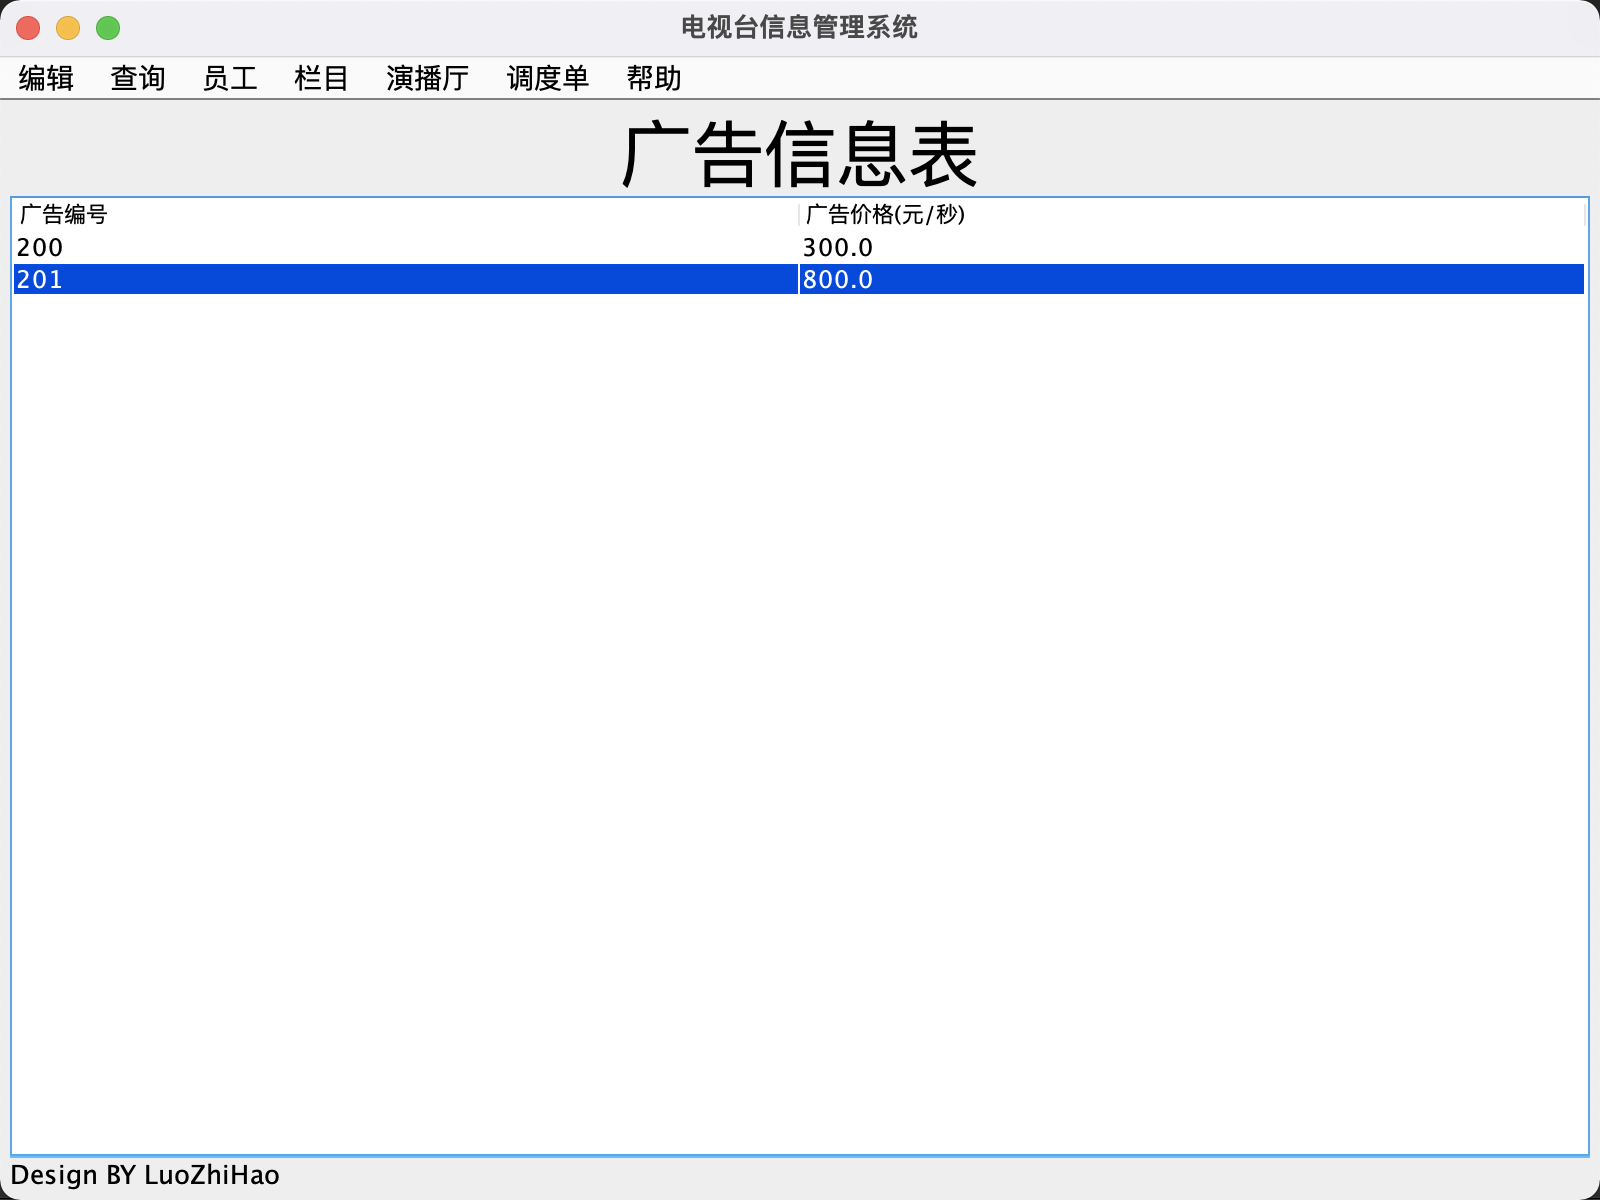 电视台信息管理系统
编辑 查询 员工 栏目 演播厅 调度单 帮助
广告信息表
广告编号 广告价格(元/秒)
200 300.0
201 800.0
Design BY LuoZhiHao